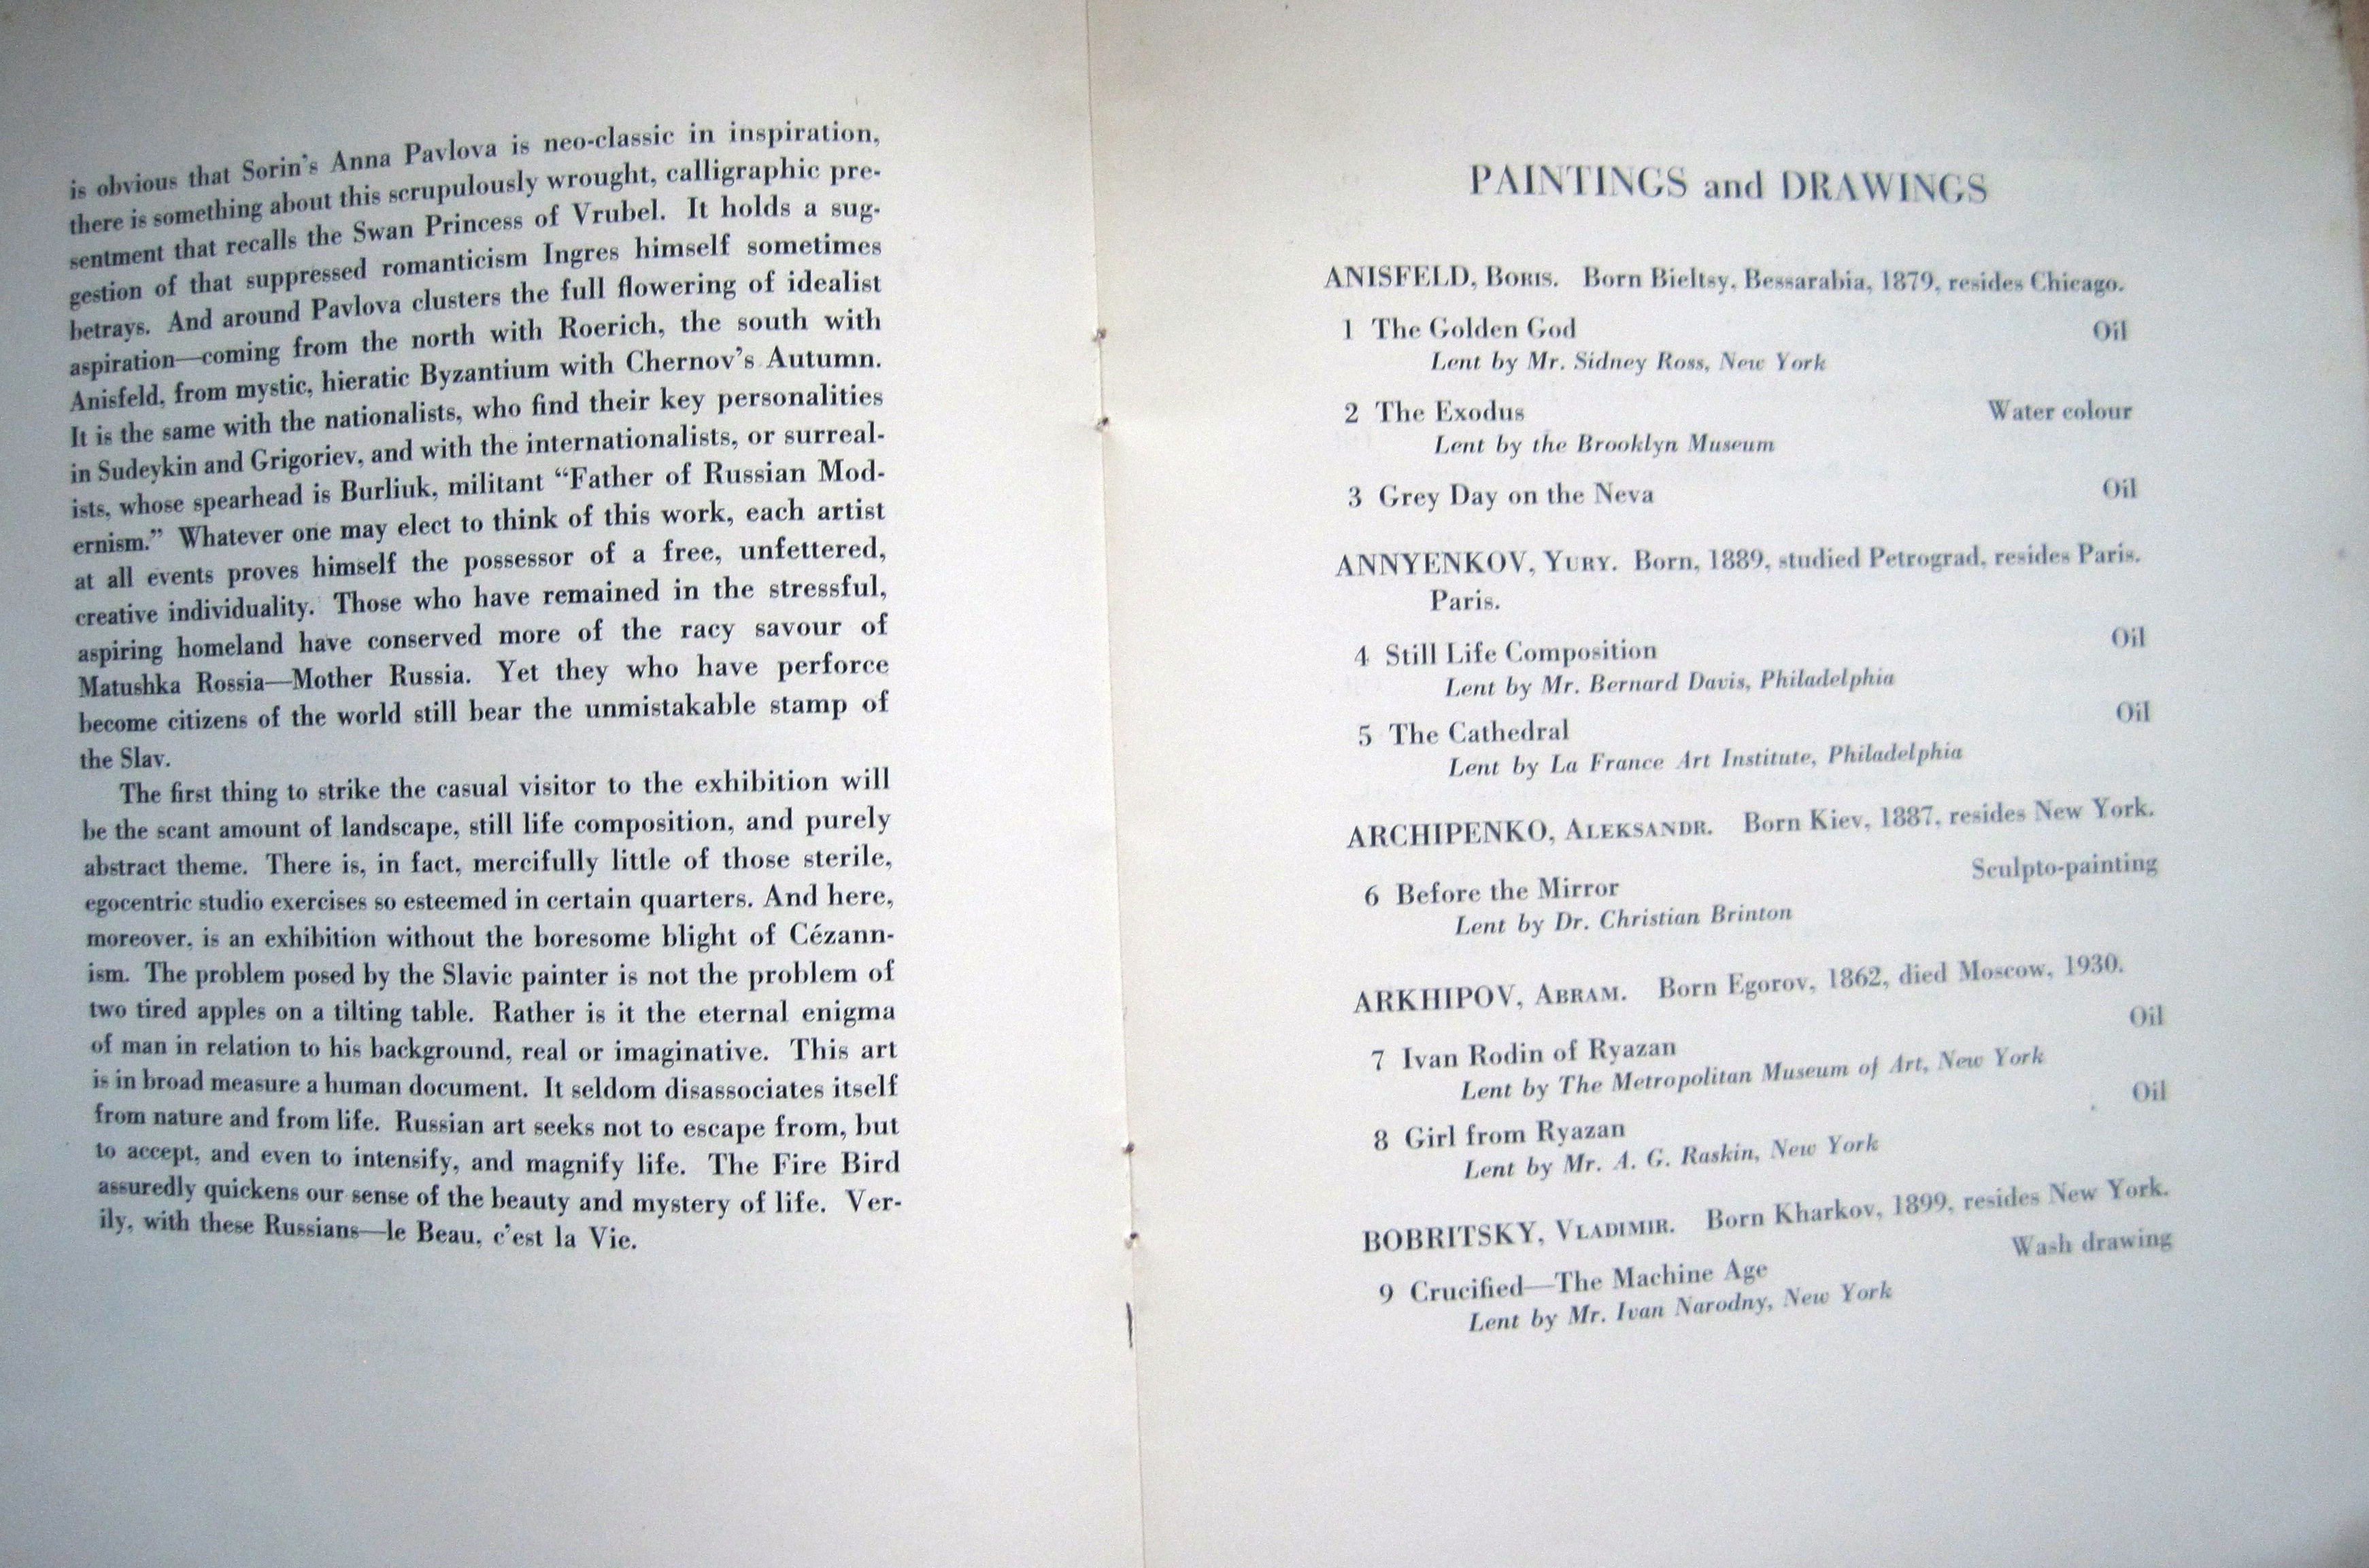 is obvious that Sorin's Anna Pavlova is neo-classic in inspiration,
there is something about this scrupulously wrought, calligraphic pre-
sentment that recalls the Swan Princess of Vrubel. It holds a sug-
gestion of that suppressed romanticism Ingres himself sometimes
betrays. And around Pavlova clusters the full flowering of idealist
aspiration—coming from the north with Roerich, the south with
Anisfeld, from mystic, hieratic Byzantium with Chernov's Autumn.
It is the same with the nationalists, who find their key personalities
in Sudeykin and Grigoriev, and with the internationalists, or surreal-
ists, whose spearhead is Burliuk, militant “Father of Russian Mod-
ernism.” Whatever one may elect to think of this work, each artist
at all events proves himself the possessor of a free, unfettered,
creative individuality. Those who have remained in the stressful,
aspiring homeland have conserved more of the racy savour of
Matushka Rossia—Mother Russia. Yet they who have perforce
become citizens of the world still bear the unmistakable stamp of
the Slav.
The first thing to strike the casual visitor to the exhibition will
be the scant amount of landscape, still life composition, and purely
abstract theme. There is, in fact, mercifully little of those sterile,
egocentric studio exercises so esteemed in certain quarters. And here,
moreover, is an exhibition without the boresome blight of Cézann-
ism. The problem posed by the Slavic painter is not the problem of
two tired apples on a tilting table. Rather is it the eternal enigma
of man in relation to his background, real or imaginative. This art
is in broad measure a human document. It seldom disassociates itself
from nature and from life. Russian art seeks not to escape from, but
to accept, and even to intensify, and magnify life. The Fire Bird
assuredly quickens our sense of the beauty and mystery of life. Ver-
ily, with these Russians—le Beau, c'est la Vie.
PAINTINGS and DRAWINGS
ANISFELD, BORIS. Born Bieltsy, Bessarabia, 1879, resides Chicago.
1 The Golden God Oil
Lent by Mr. Sidney Ross, New York
2 The Exodus Water colour
Lent by the Brooklyn Museum
3 Grey Day on the Neva Oil
ANNYENKOV, YURY. Born, 1889, studied Petrograd, resides Paris.
Paris.
4 Still Life Composition Oil
Lent by Mr. Bernard Davis, Philadelphia
5 The Cathedral Oil
Lent by La France Art Institute, Philadelphia
ARCHIPENKO, ALEKSANDR. Born Kiev, 1887, resides New York.
6 Before the Mirror Sculpto-painting
Lent by Dr. Christian Brinton
ARKHIPOV, ABRAM. Born Egorov, 1862, died Moscow, 1930.
7 Ivan Rodin of Ryazan Oil
Lent by The Metropolitan Museum of Art, New York
8 Girl from Ryazan Oil
Lent by Mr. A. G. Raskin, New York
BOBRITSKY, VLADIMIR. Born Kharkov, 1899, resides New York.
9 Crucified—The Machine Age Wash drawing
Lent by Mr. Ivan Narodny, New York